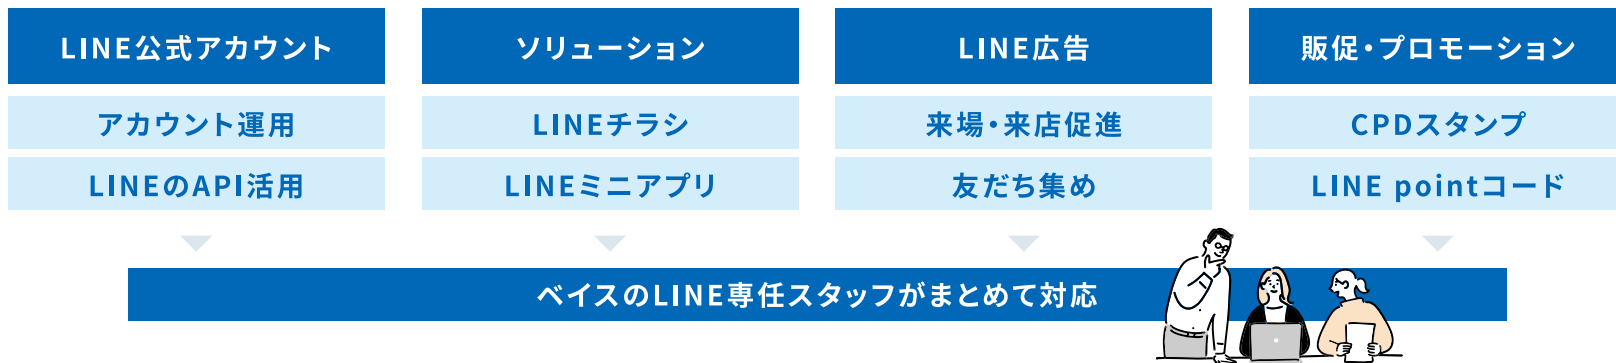 LINE公式アカウント
アカウント運用
LINEのAPI活用
ソリューション
LINEチラシ
LINEミニアプリ
LINE広告
来場・来店促進
友だち集め
販促・プロモーション
CPDスタンプ
LINE pointコード
ベイスのLINE専任スタッフがまとめて対応